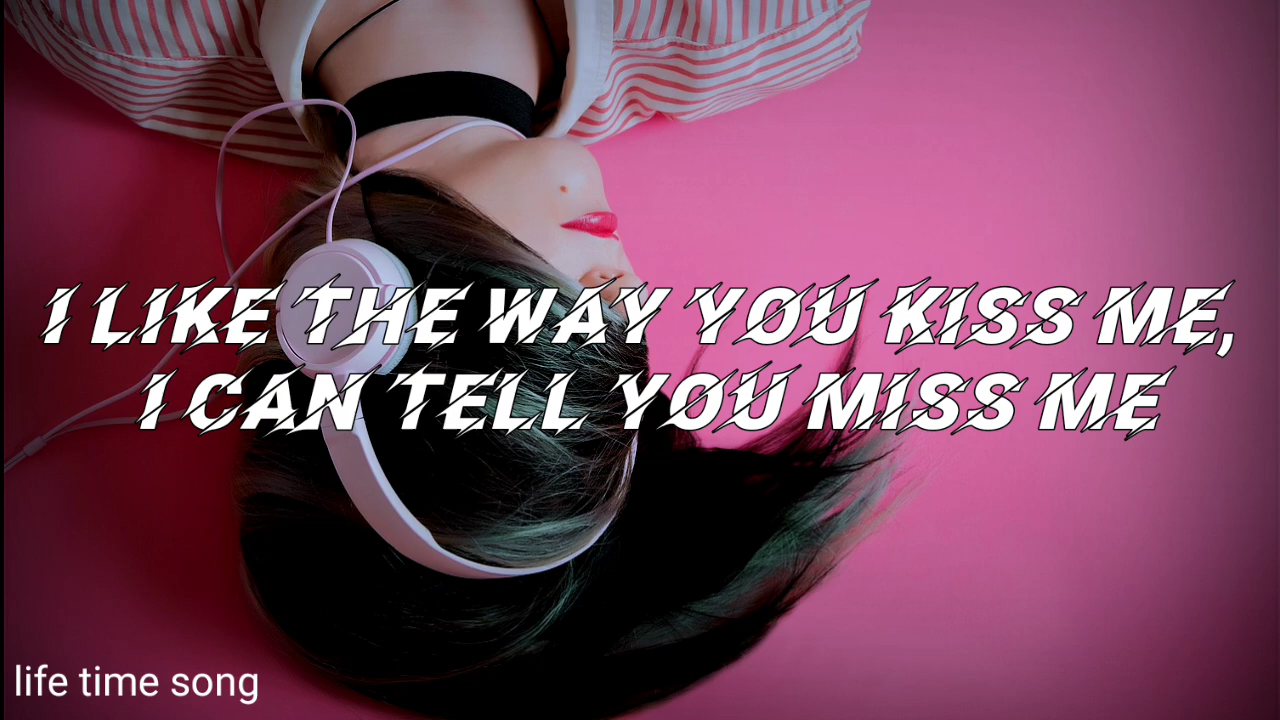 I LIKE THE WAY YOU KISS ME,
I CAN TELL YOU MISS ME
life time song